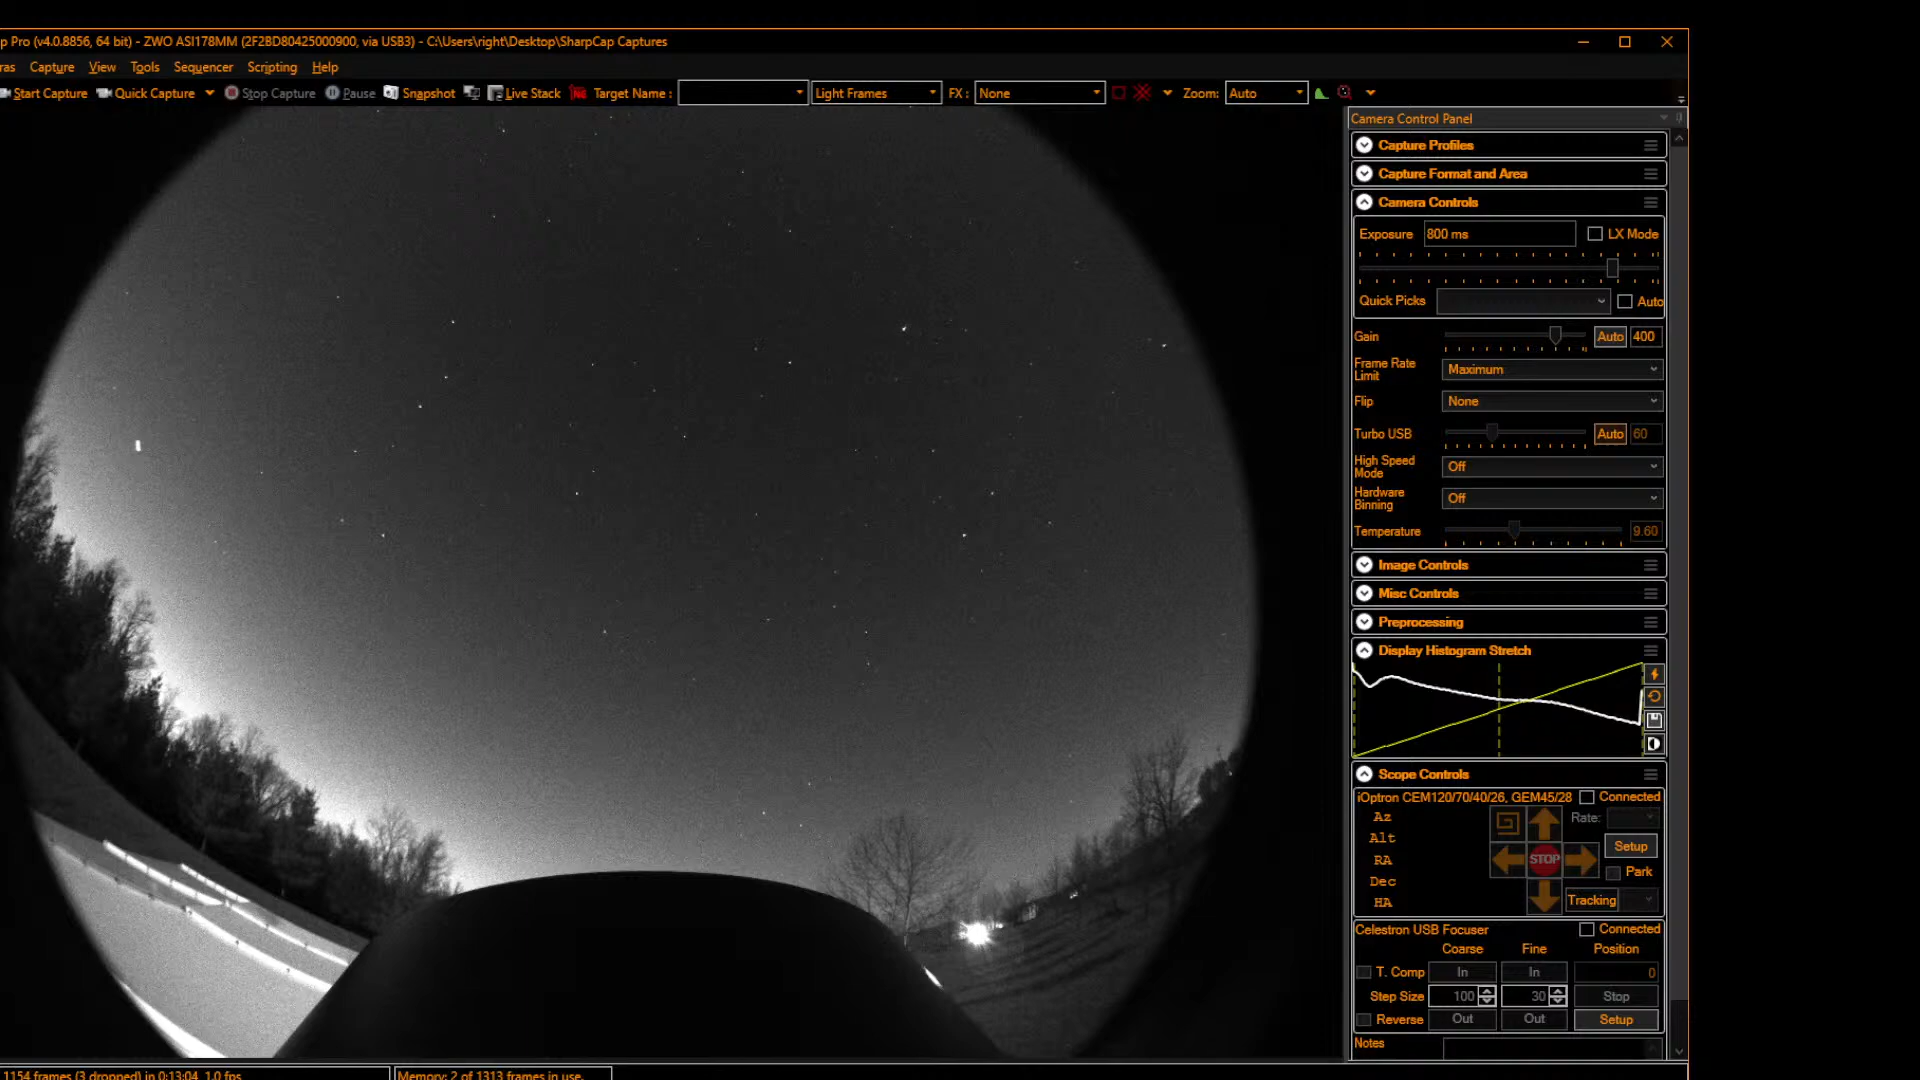 p Pro (v4.0.8856, 64 bit) - ZWO ASI178MM (2F2BD80425000900, via USB3) - C:\Users\right\Desktop\SharpCap Captures
ras Capture View Tools Sequencer Scripting Help
Start Capture Quick Capture Stop Capture Pause Snapshot Live Stack Target Name : Light Frames FX : None Zoom: Auto
Camera Control Panel
Capture Profiles
Capture Format and Area
Camera Controls
Exposure 800 ms LX Mode
Quick Picks Auto
Gain Auto 400
Frame Rate
Limit Maximum
Flip None
Turbo USB Auto 60
High Speed
Mode Off
Hardware
Binning Off
Temperature 9.60
Image Controls
Misc Controls
Preprocessing
Display Histogram Stretch
Scope Controls
iOptron CEM120/70/40/26, GEM45/28 Connected
Az Rate:
Alt Setup
RA STOP Park
Dec
HA Tracking
Celestron USB Focuser Connected
Coarse Fine Position
T. Comp In In 0
Step Size 100 30 Stop
Reverse Out Out Setup
Notes
1154 frames (3 dropped) in 0:13:04, 1.0 fps Memory: 2 of 1313 frames in use.